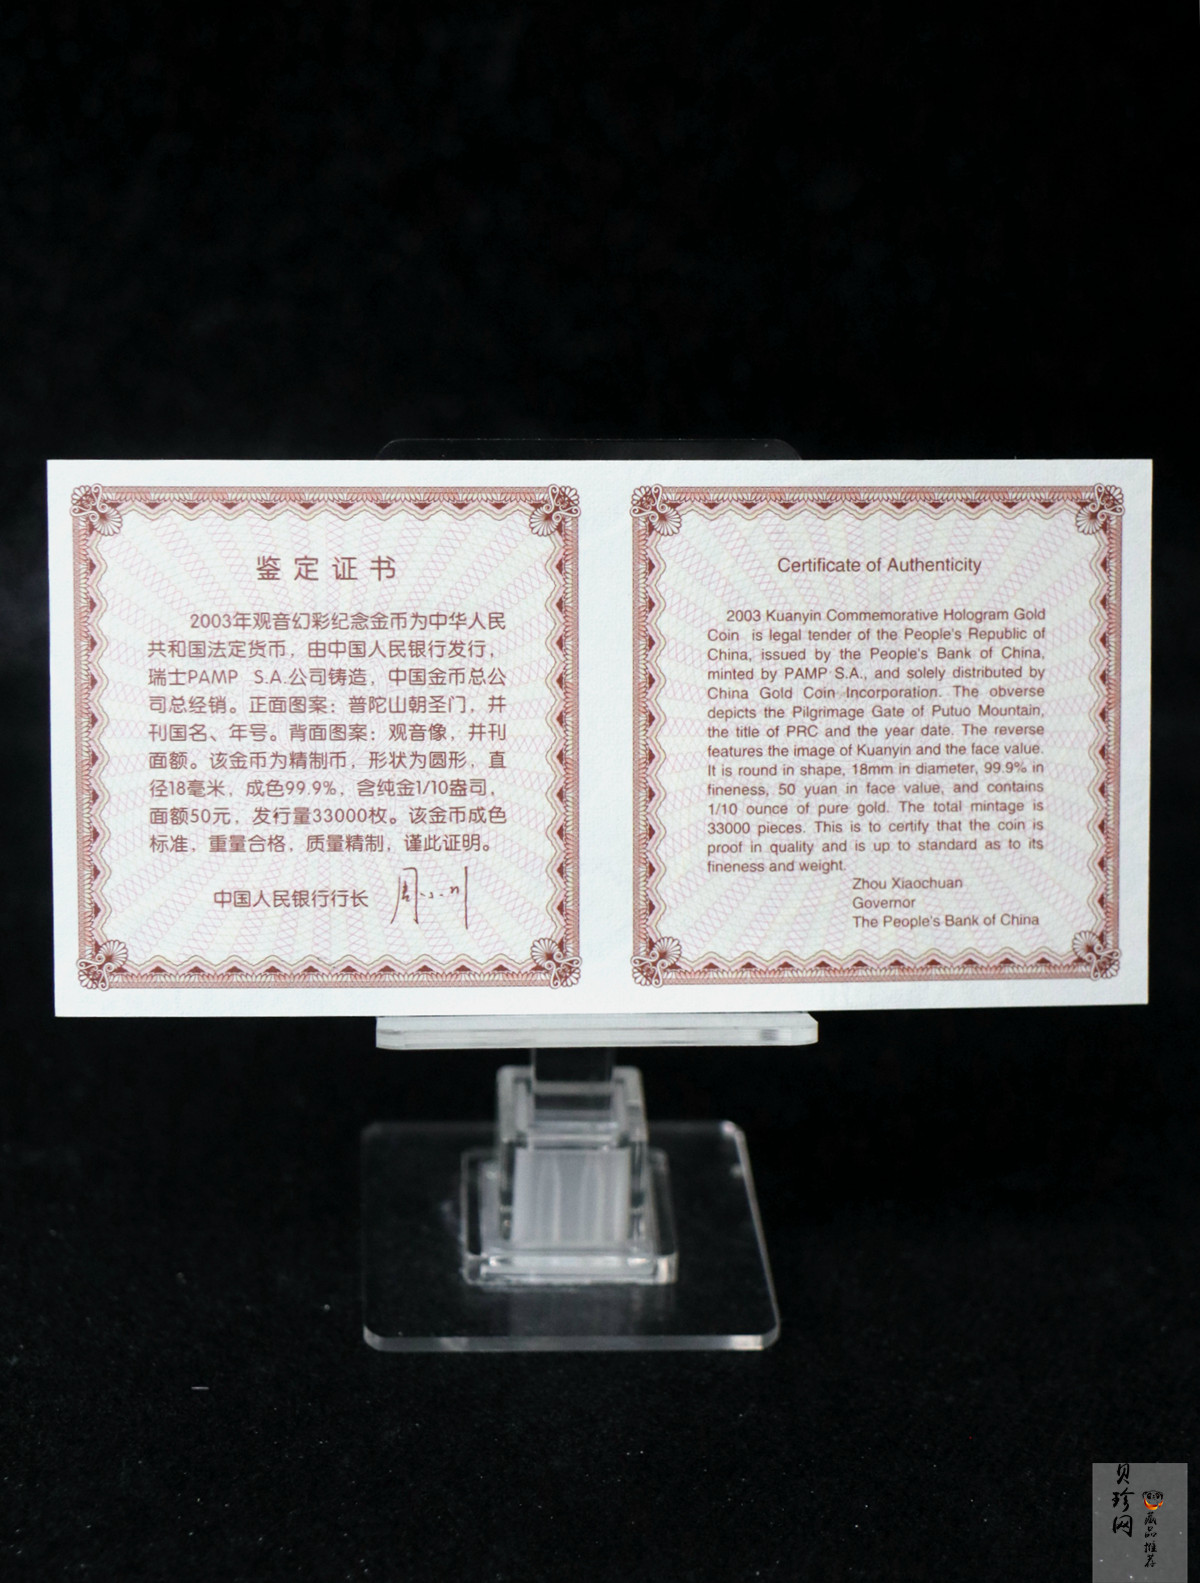 鉴定证书
2003年观音幻彩纪念金币为中华人民
共和国法定货币，由中国人民银行发行，
瑞士PAMP S.A.公司铸造，中国金币总公
司总经销。正面图案：普陀山朝圣门，并
刊国名、年号。背面图案：观音像，并刊
面额。该金币为精制币，形状为圆形，直
径18毫米，成色99.9%，含纯金1/10盎司，
面额50元，发行量33000枚。该金币成色
标准，重量合格，质量精制，谨此证明。
中国人民银行行长
Certificate of Authenticity
2003 Kuanyin Commemorative Hologram Gold
Coin is legal tender of the People's Republic of
China, issued by the People's Bank of China,
minted by PAMP S.A., and solely distributed by
China Gold Coin Incorporation. The obverse
depicts the Pilgrimage Gate of Putuo Mountain,
the title of PRC and the year date. The reverse
features the image of Kuanyin and the face value.
It is round in shape, 18mm in diameter, 99.9% in
fineness, 50 yuan in face value, and contains
1/10 ounce of pure gold. The total mintage is
33000 pieces. This is to certify that the coin is
proof in quality and is up to standard as to its
fineness and weight.
Zhou Xiaochuan
Governor
The People's Bank of China
贝珍网
藏品推荐